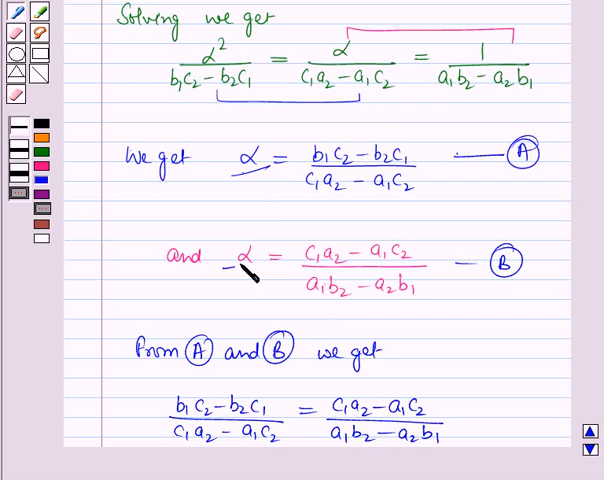 Solving we get
α²/(b₁c₂ − b₂c₁) = α/(c₁a₂ − a₁c₂) = 1/(a₁b₂ − a₂b₁)
We get α = (b₁c₂ − b₂c₁)/(c₁a₂ − a₁c₂) — Ⓐ
and α = (c₁a₂ − a₁c₂)/(a₁b₂ − a₂b₁) — Ⓑ
From Ⓐ and Ⓑ we get
(b₁c₂ − b₂c₁)/(c₁a₂ − a₁c₂) = (c₁a₂ − a₁c₂)/(a₁b₂ − a₂b₁)